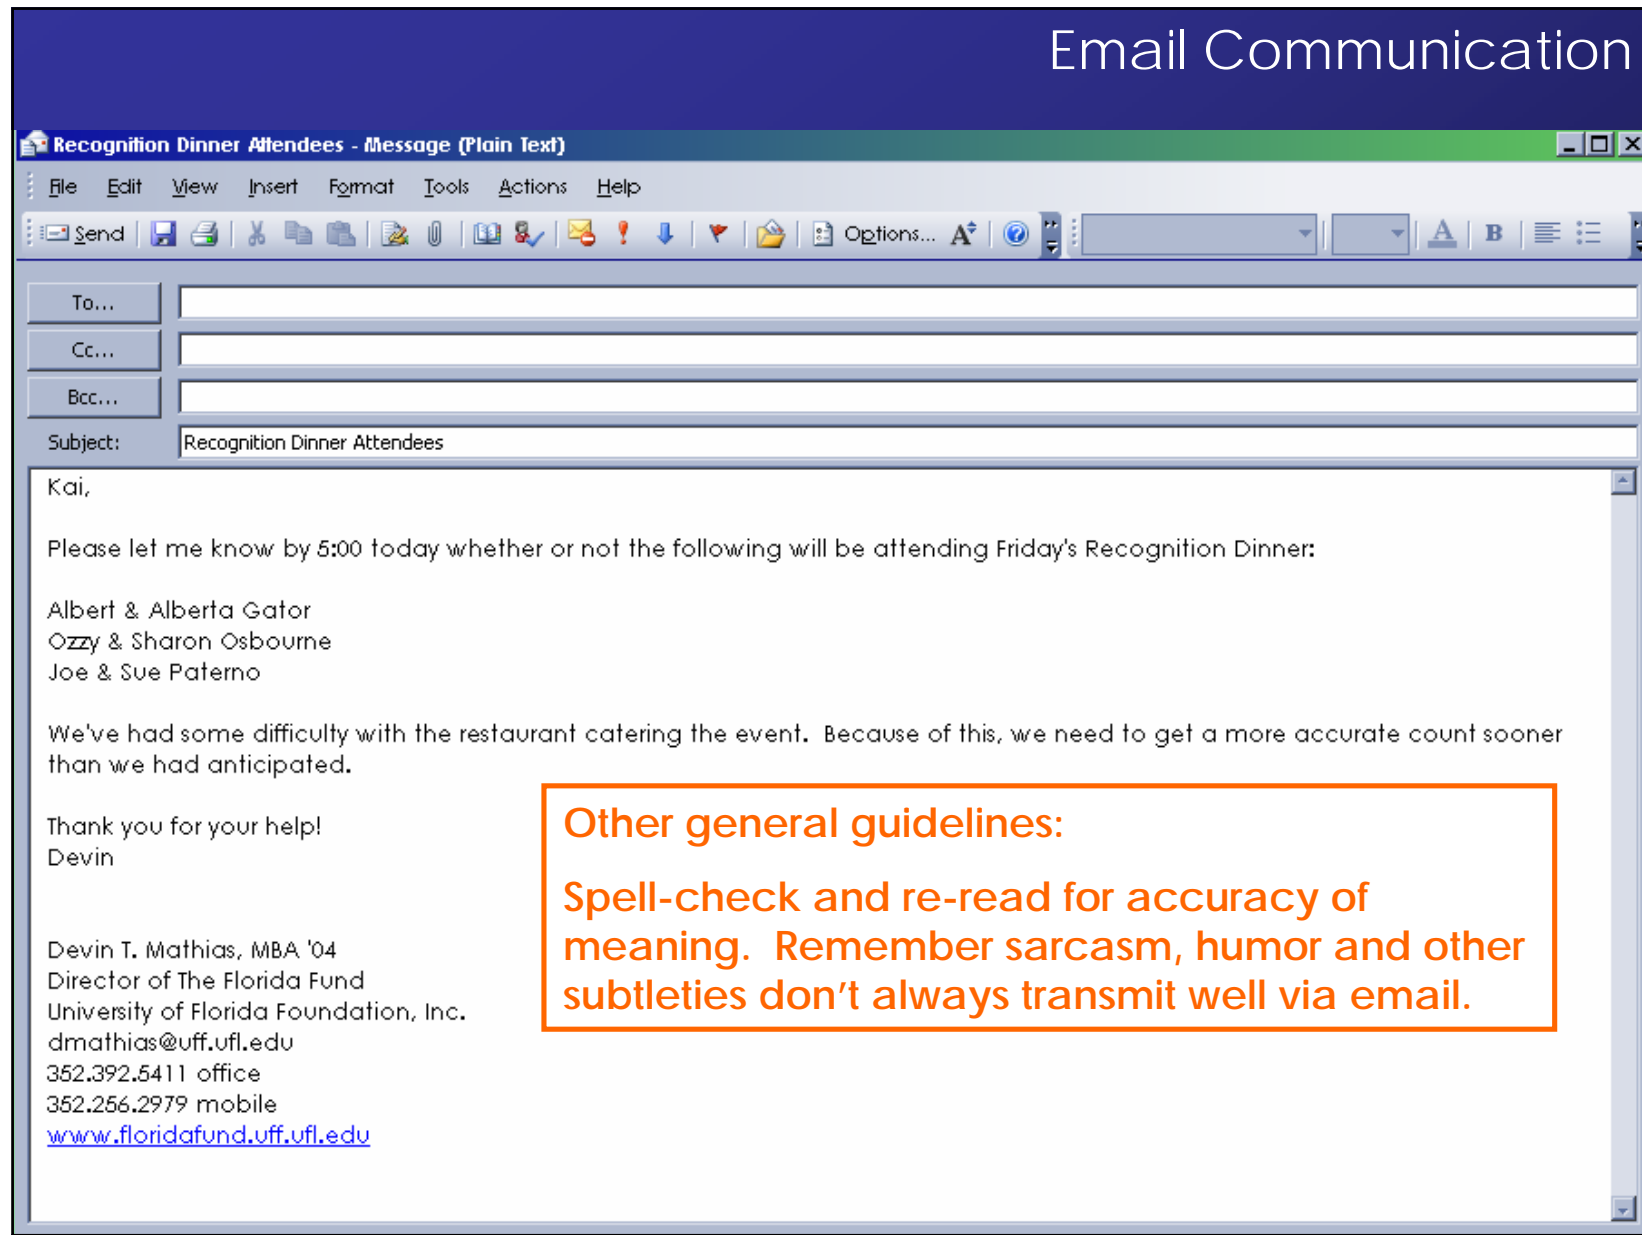 Email Communication
Recognition Dinner Attendees - Message (Plain Text)
File Edit View Insert Format Tools Actions Help
Send Options...
To...
Cc...
Bcc...
Subject: Recognition Dinner Attendees
Kai,
Please let me know by 5:00 today whether or not the following will be attending Friday's Recognition Dinner:
Albert & Alberta Gator
Ozzy & Sharon Osbourne
Joe & Sue Paterno
We've had some difficulty with the restaurant catering the event.  Because of this, we need to get a more accurate count sooner
than we had anticipated.
Thank you for your help!
Devin
Devin T. Mathias, MBA '04
Director of The Florida Fund
University of Florida Foundation, Inc.
dmathias@uff.ufl.edu
352.392.5411 office
352.256.2979 mobile
www.floridafund.uff.ufl.edu
Other general guidelines:
Spell-check and re-read for accuracy of
meaning.  Remember sarcasm, humor and other
subtleties don't always transmit well via email.